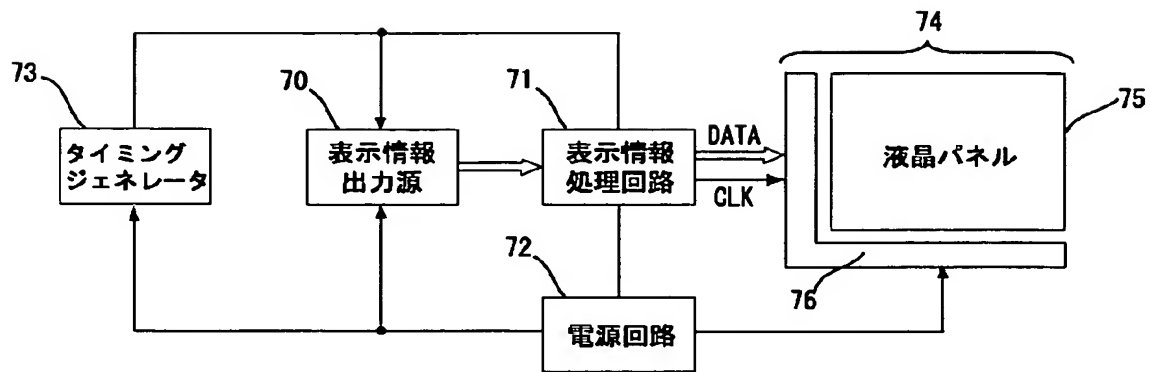 74
73
70
71
75
タイミング
ジェネレータ
表示情報
出力源
表示情報
処理回路
DATA
CLK
液晶パネル
72
76
電源回路